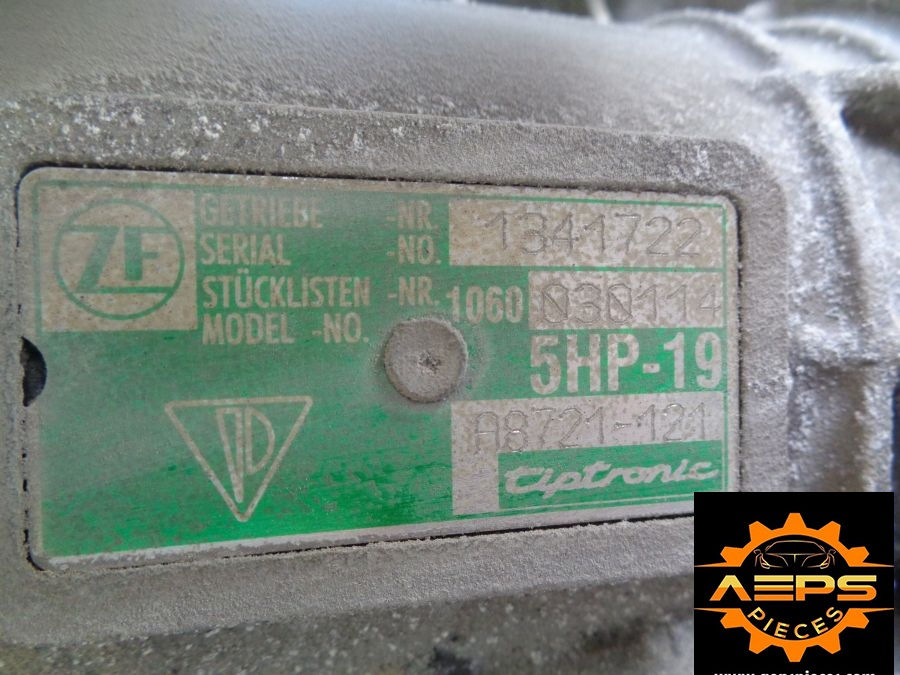 ZF
GETRIEBE -NR. 1341722
SERIAL -NO.
STÜCKLISTEN -NR. 1060 030114
MODEL -NO.
5HP-19
A8721-121
Tiptronic
AEPS
PIECES